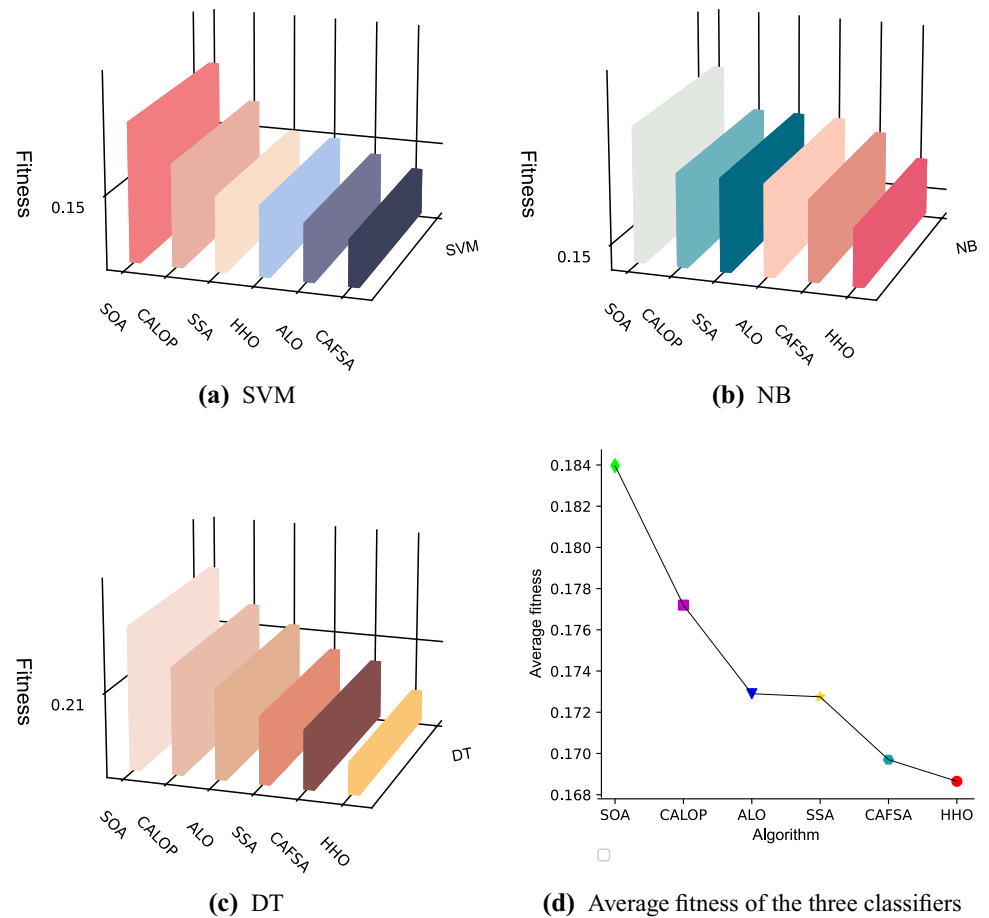 Fitness
0.15
SVM
SOA
CALOP
SSA
HHO
ALO
CAFSA
(a) SVM
Fitness
0.15
NB
SOA
CALOP
SSA
ALO
CAFSA
HHO
(b) NB
Fitness
0.21
DT
SOA
CALOP
ALO
SSA
CAFSA
HHO
(c) DT
Average fitness
0.184
0.182
0.180
0.178
0.176
0.174
0.172
0.170
0.168
SOA CALOP ALO SSA CAFSA HHO
Algorithm
(d) Average fitness of the three classifiers